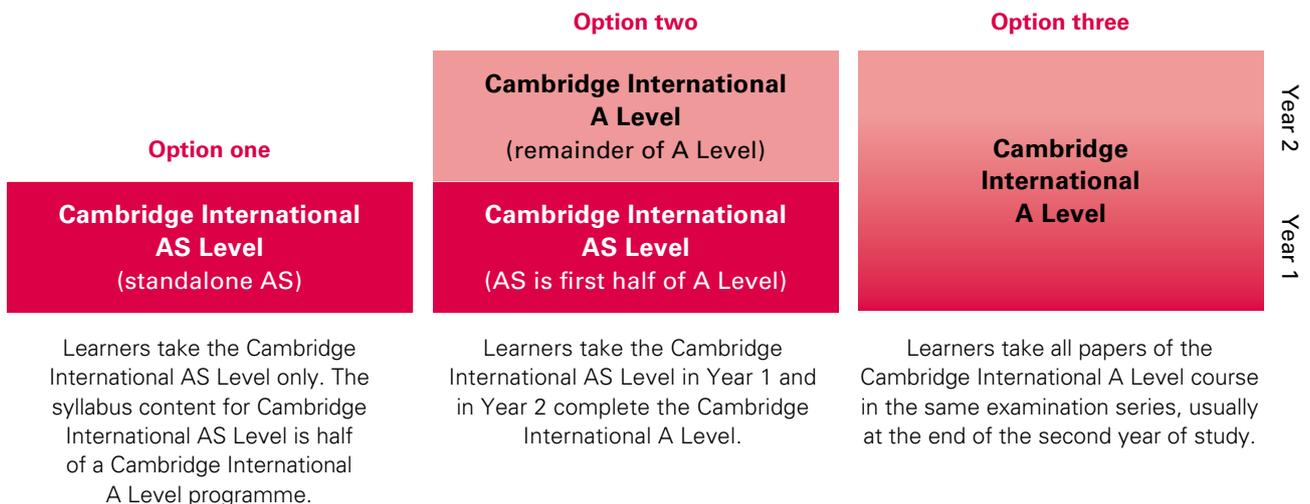 Option one
Cambridge International
AS Level
(standalone AS)
Learners take the Cambridge
International AS Level only. The
syllabus content for Cambridge
International AS Level is half
of a Cambridge International
A Level programme.
Option two
Cambridge International
A Level
(remainder of A Level)
Cambridge International
AS Level
(AS is first half of A Level)
Learners take the Cambridge
International AS Level in Year 1 and
in Year 2 complete the Cambridge
International A Level.
Option three
Cambridge
International
A Level
Learners take all papers of the
Cambridge International A Level course
in the same examination series, usually
at the end of the second year of study.
Year 2
Year 1